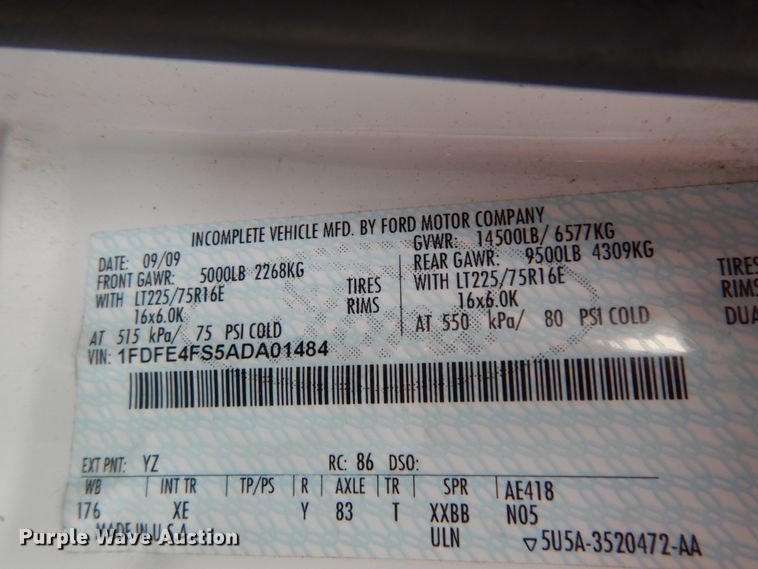 INCOMPLETE VEHICLE MFD. BY FORD MOTOR COMPANY
DATE: 09/09 GVWR: 14500LB/ 6577KG
FRONT GAWR: 5000LB 2268KG REAR GAWR: 9500LB 4309KG
WITH LT225/75R16E TIRES WITH LT225/75R16E TIRES
16x6.0K RIMS 16x6.0K RIMS
AT 515 kPa/ 75 PSI COLD AT 550 kPa/ 80 PSI COLD DUA
VIN: 1FDFE4FS5ADA01484
EXT PNT: YZ RC: 86 DSO:
WB INT TR TP/PS R AXLE TR SPR AE418
176 XE Y 83 T XXBB N05
MADE IN U.S.A. ULN 5U5A-3520472-AA
Purple Wave Auction